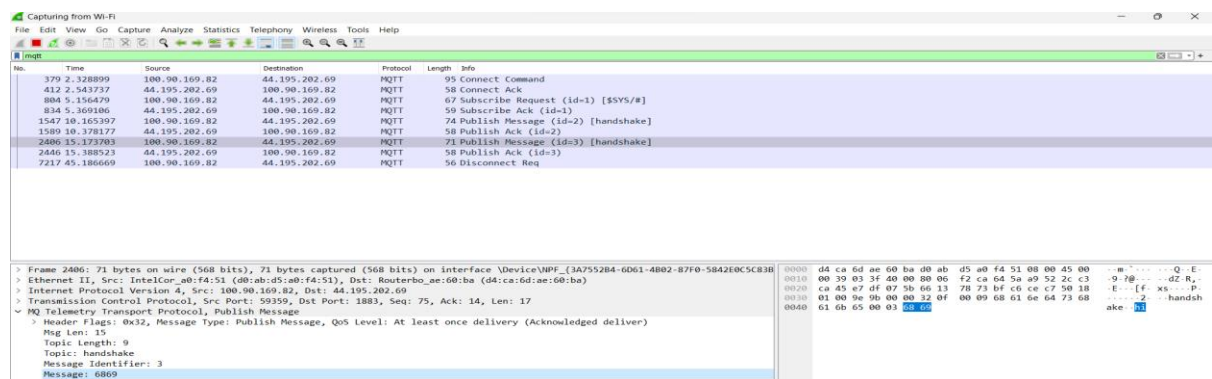 Capturing from Wi-Fi
File Edit View Go Capture Analyze Statistics Telephony Wireless Tools Help
mqtt
No. Time Source Destination Protocol Length Info
379 2.328899 100.90.169.82 44.195.202.69 MQTT 95 Connect Command
412 2.543737 44.195.202.69 100.90.169.82 MQTT 58 Connect Ack
804 5.156479 100.90.169.82 44.195.202.69 MQTT 67 Subscribe Request (id=1) [$SYS/#]
834 5.369106 44.195.202.69 100.90.169.82 MQTT 59 Subscribe Ack (id=1)
1547 10.165397 100.90.169.82 44.195.202.69 MQTT 74 Publish Message (id=2) [handshake]
1589 10.378177 44.195.202.69 100.90.169.82 MQTT 58 Publish Ack (id=2)
2406 15.173703 100.90.169.82 44.195.202.69 MQTT 71 Publish Message (id=3) [handshake]
2446 15.388523 44.195.202.69 100.90.169.82 MQTT 58 Publish Ack (id=3)
7217 45.186669 100.90.169.82 44.195.202.69 MQTT 56 Disconnect Req
> Frame 2406: 71 bytes on wire (568 bits), 71 bytes captured (568 bits) on interface \Device\NPF_{3A7552B4-6D61-4B02-87F0-5842E0C5C83B
> Ethernet II, Src: IntelCor_a0:f4:51 (d0:ab:d5:a0:f4:51), Dst: Routerbo_ae:60:ba (d4:ca:6d:ae:60:ba)
> Internet Protocol Version 4, Src: 100.90.169.82, Dst: 44.195.202.69
> Transmission Control Protocol, Src Port: 59359, Dst Port: 1883, Seq: 75, Ack: 14, Len: 17
MQ Telemetry Transport Protocol, Publish Message
> Header Flags: 0x32, Message Type: Publish Message, QoS Level: At least once delivery (Acknowledged deliver)
Msg Len: 15
Topic Length: 9
Topic: handshake
Message Identifier: 3
Message: 6869
0000 d4 ca 6d ae 60 ba d0 ab d5 a0 f4 51 08 00 45 00 ··m·`··· ···Q··E·
0010 00 39 03 3f 40 00 80 06 f2 ca 64 5a a9 52 2c c3 ·9·?@··· ··dZ·R,·
0020 ca 45 e7 df 07 5b 66 13 78 73 bf c6 ce c7 50 18 ·E···[f· xs····P·
0030 01 00 9e 9b 00 00 32 0f 00 09 68 61 6e 64 73 68 ······2· ··handsh
0040 61 6b 65 00 03 68 69 ake··hi